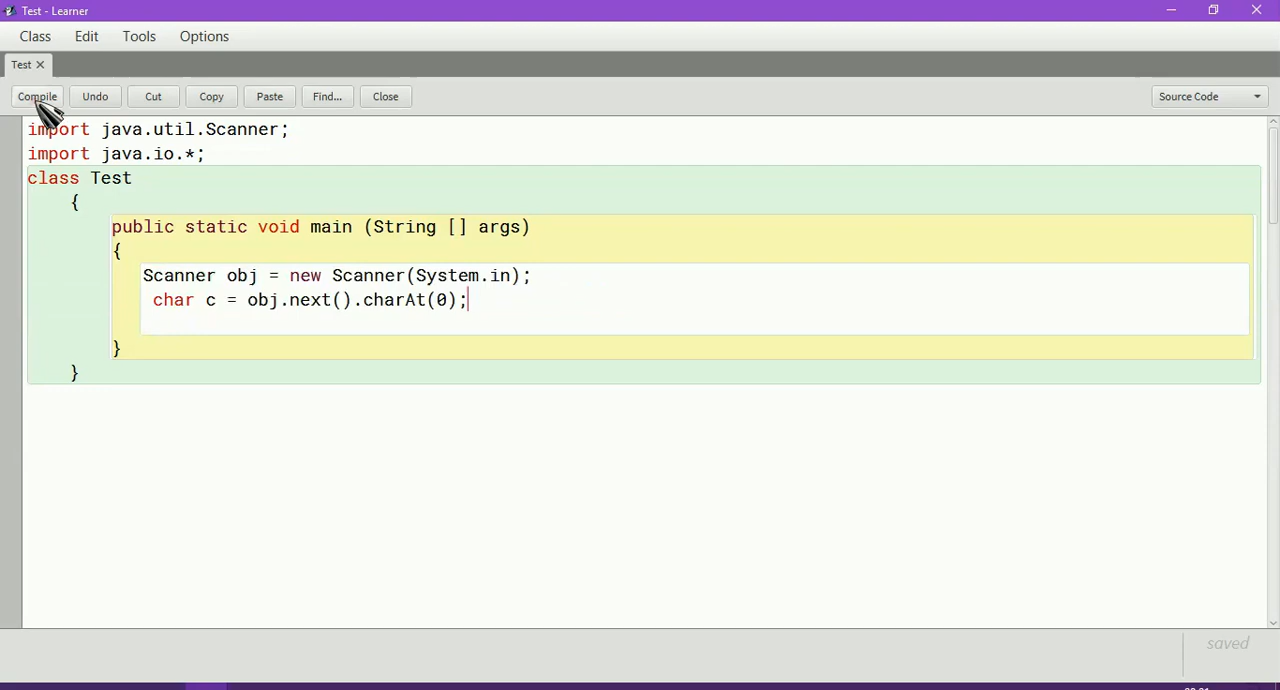 Test - Learner
Class Edit Tools Options
Test ✕
Compile Undo Cut Copy Paste Find... Close Source Code
import java.util.Scanner;
import java.io.*;
class Test
{
public static void main (String [] args)
{
Scanner obj = new Scanner(System.in);
char c = obj.next().charAt(0);
}
}
saved